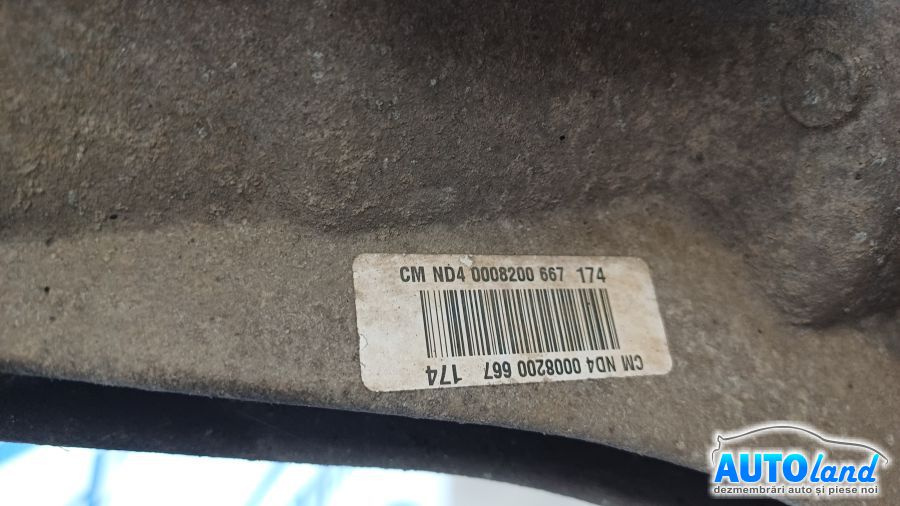 CM ND4 0008200 667 174
CM ND4 0008200 667 174
AUTOland
dezmembrări auto și piese noi